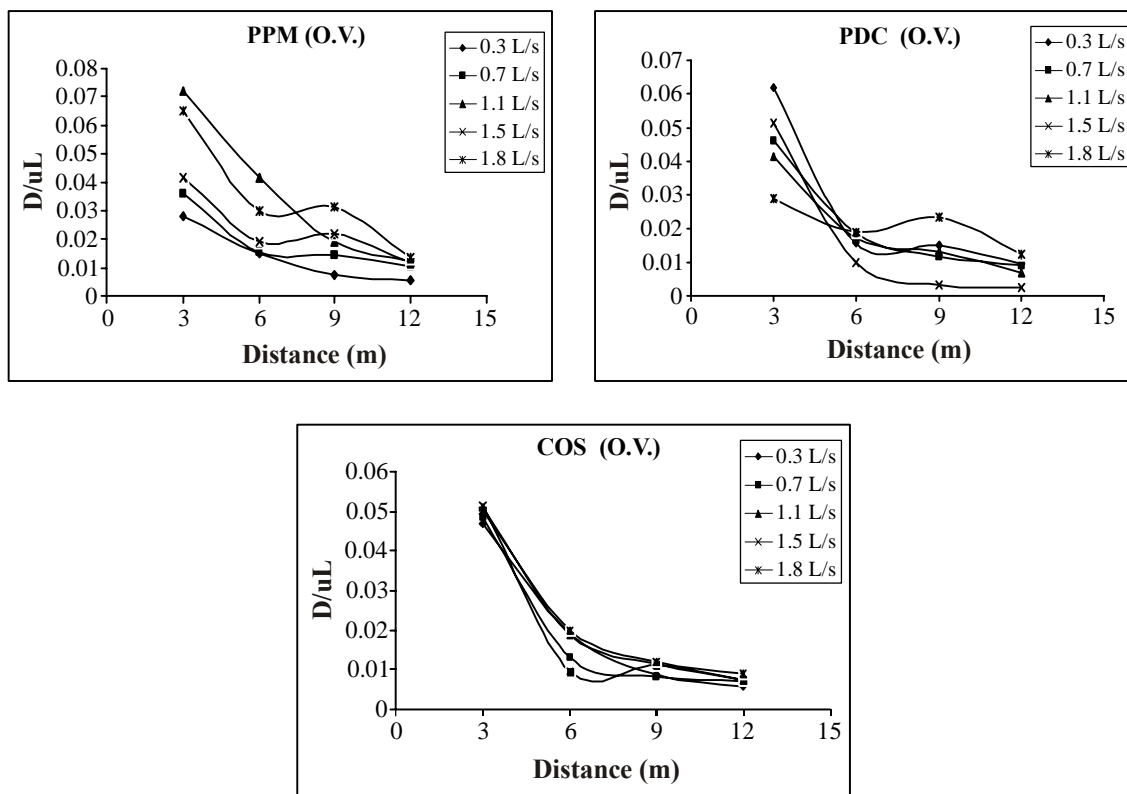 PPM (O.V.)
0.3 L/s
0.7 L/s
1.1 L/s
1.5 L/s
1.8 L/s
D/uL
0.08
0.07
0.06
0.05
0.04
0.03
0.02
0.01
0
0 3 6 9 12 15
Distance (m)
PDC (O.V.)
0.3 L/s
0.7 L/s
1.1 L/s
1.5 L/s
1.8 L/s
D/uL
0.07
0.06
0.05
0.04
0.03
0.02
0.01
0
0 3 6 9 12 15
Distance (m)
COS (O.V.)
0.3 L/s
0.7 L/s
1.1 L/s
1.5 L/s
1.8 L/s
D/uL
0.06
0.05
0.04
0.03
0.02
0.01
0
0 3 6 9 12 15
Distance (m)